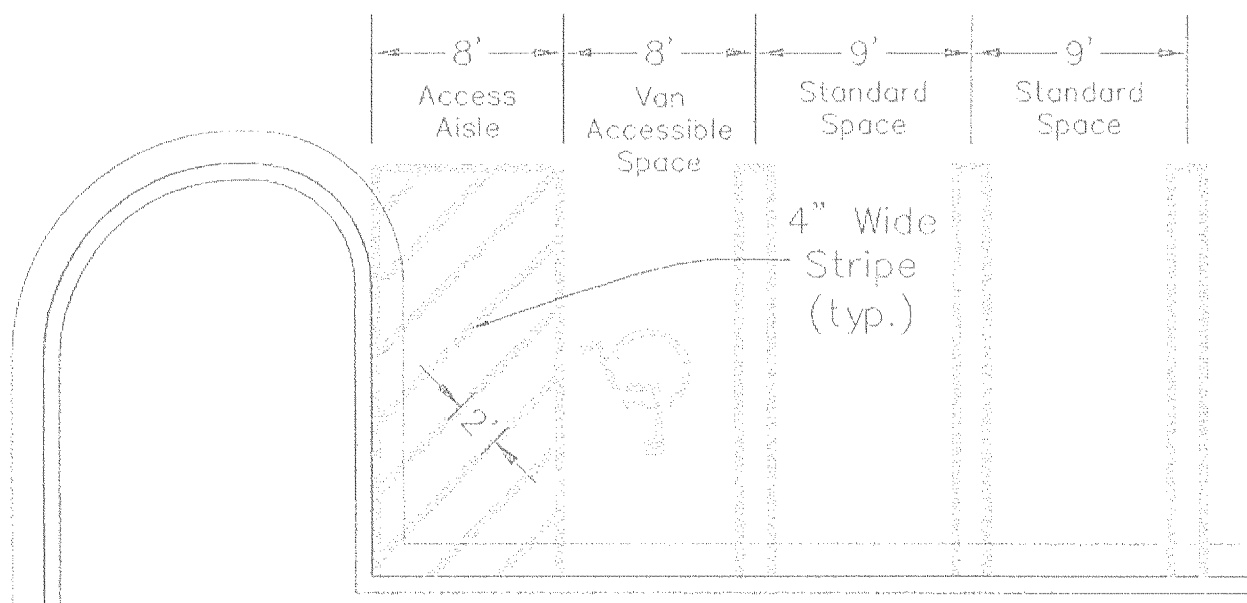 8'
Access
Aisle
8'
Van
Accessible
Space
9'
Standard
Space
9'
Standard
Space
4" Wide
Stripe
(typ.)
2'